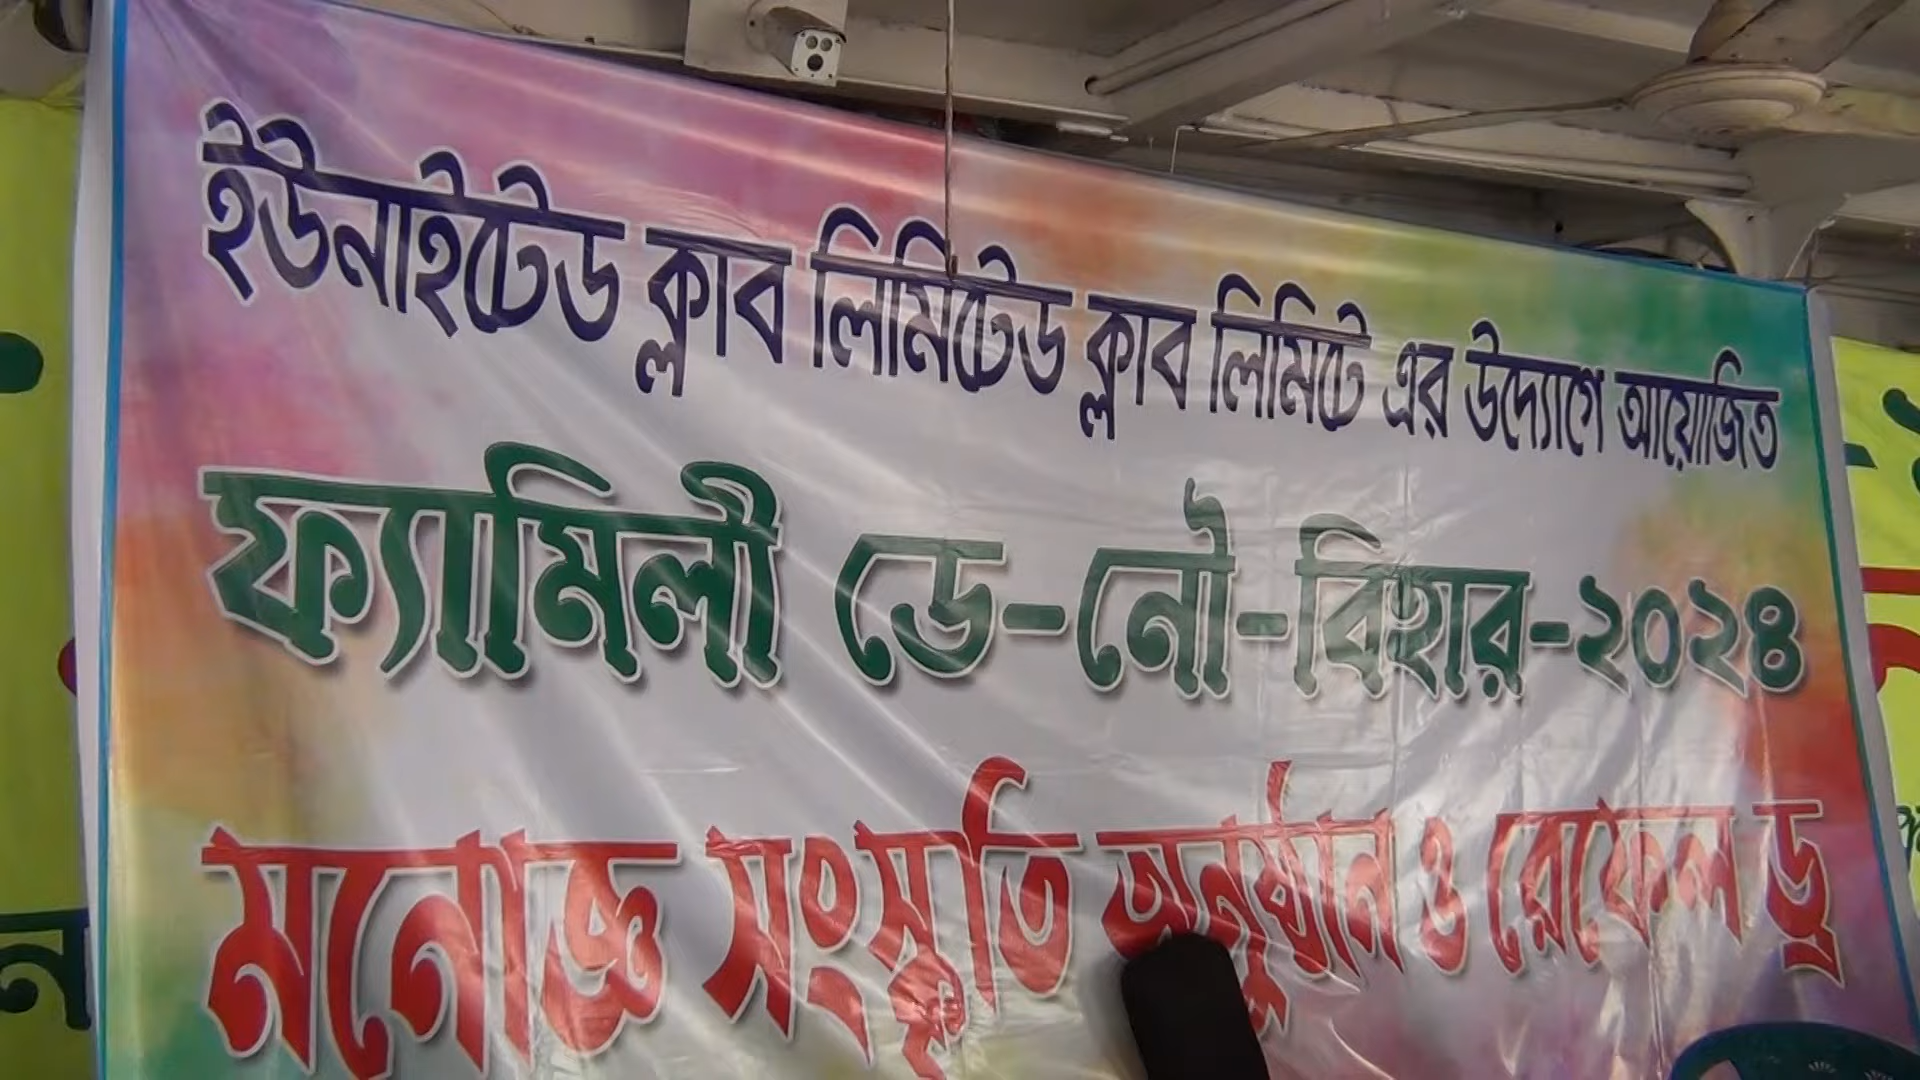 ইউনাইটেড ক্লাব লিমিটেড ক্লাব লিমিটে এর উদ্যোগে আয়োজিত
ফ্যামিলী ডে-নৌ-বিহার-২০২৪
মনোজ্ঞ সংস্কৃতি অনুষ্ঠান ও রেফেল ড্র